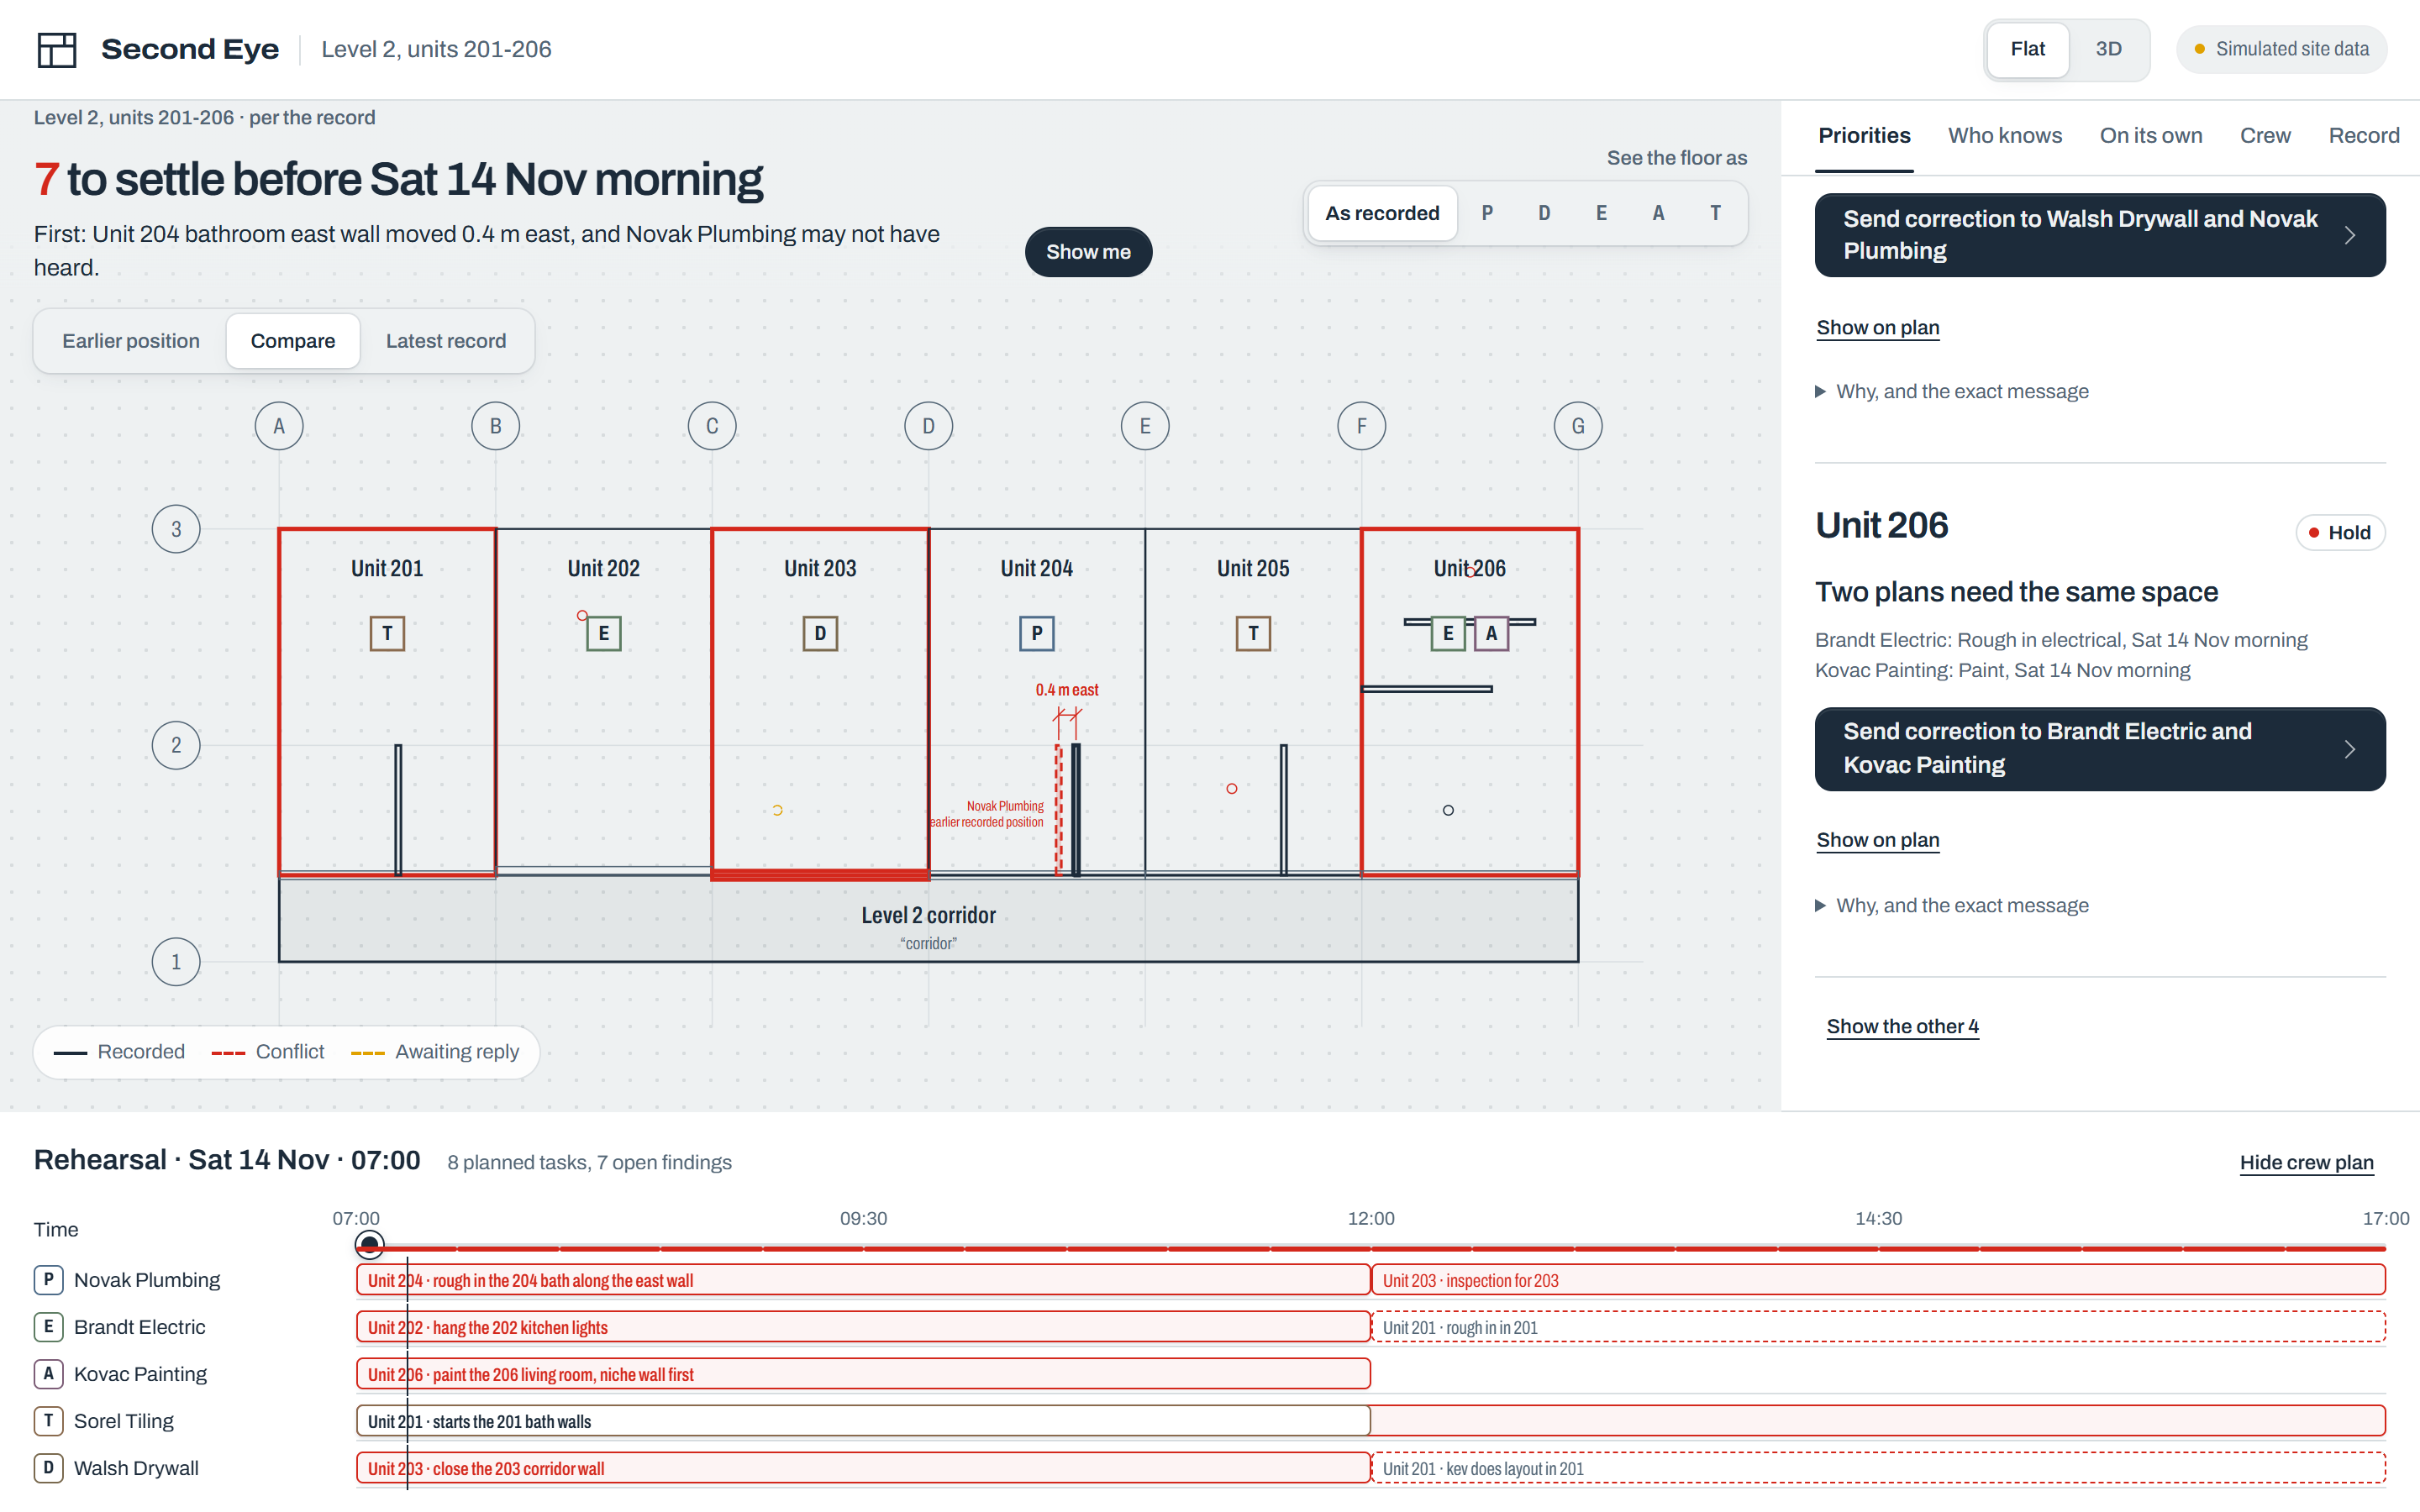 Second Eye
Level 2, units 201-206
Flat
3D
Simulated site data
Level 2, units 201-206 · per the record
7 to settle before Sat 14 Nov morning
First: Unit 204 bathroom east wall moved 0.4 m east, and Novak Plumbing may not have
heard.
Show me
See the floor as
As recorded
P
D
E
A
T
Earlier position
Compare
Latest record
A
B
C
D
E
F
G
3
2
1
Unit 201
Unit 202
Unit 203
Unit 204
Unit 205
Unit 206
T
E
D
P
T
E
A
0.4 m east
Novak Plumbing
earlier recorded position
Level 2 corridor
“corridor”
Recorded
Conflict
Awaiting reply
Priorities
Who knows
On its own
Crew
Record
Send correction to Walsh Drywall and Novak
Plumbing
Show on plan
Why, and the exact message
Unit 206
Hold
Two plans need the same space
Brandt Electric: Rough in electrical, Sat 14 Nov morning
Kovac Painting: Paint, Sat 14 Nov morning
Send correction to Brandt Electric and
Kovac Painting
Show on plan
Why, and the exact message
Show the other 4
Rehearsal · Sat 14 Nov · 07:00
8 planned tasks, 7 open findings
Hide crew plan
Time
07:00
09:30
12:00
14:30
17:00
P
Novak Plumbing
Unit 204 · rough in the 204 bath along the east wall
Unit 203 · inspection for 203
E
Brandt Electric
Unit 202 · hang the 202 kitchen lights
Unit 201 · rough in in 201
A
Kovac Painting
Unit 206 · paint the 206 living room, niche wall first
T
Sorel Tiling
Unit 201 · starts the 201 bath walls
D
Walsh Drywall
Unit 203 · close the 203 corridor wall
Unit 201 · kev does layout in 201